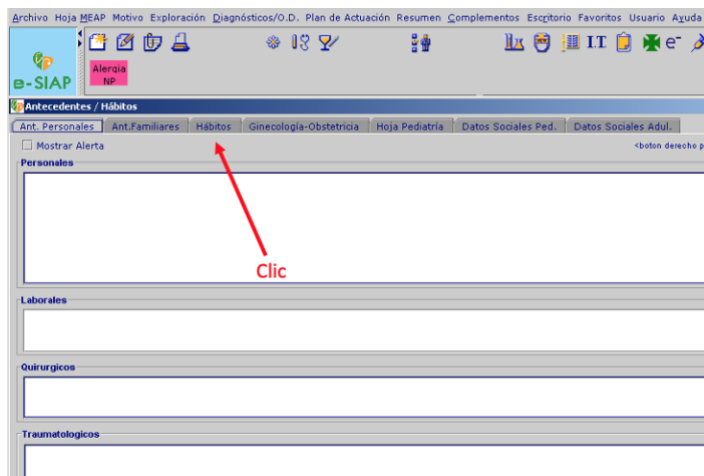 Archivo Hoja MEAP Motivo Exploración Diagnósticos/O.D. Plan de Actuación Resumen Complementos Escritorio Favoritos Usuario Ayuda
I.T e-
e-SIAP
Alergia
NP
Antecedentes / Hábitos
Ant. Personales Ant.Familiares Hábitos Ginecología-Obstetricia Hoja Pediatría Datos Sociales Ped. Datos Sociales Adul.
Mostrar Alerta <boton derecho p
Personales
Clic
Laborales
Quirurgicos
Traumatologicos